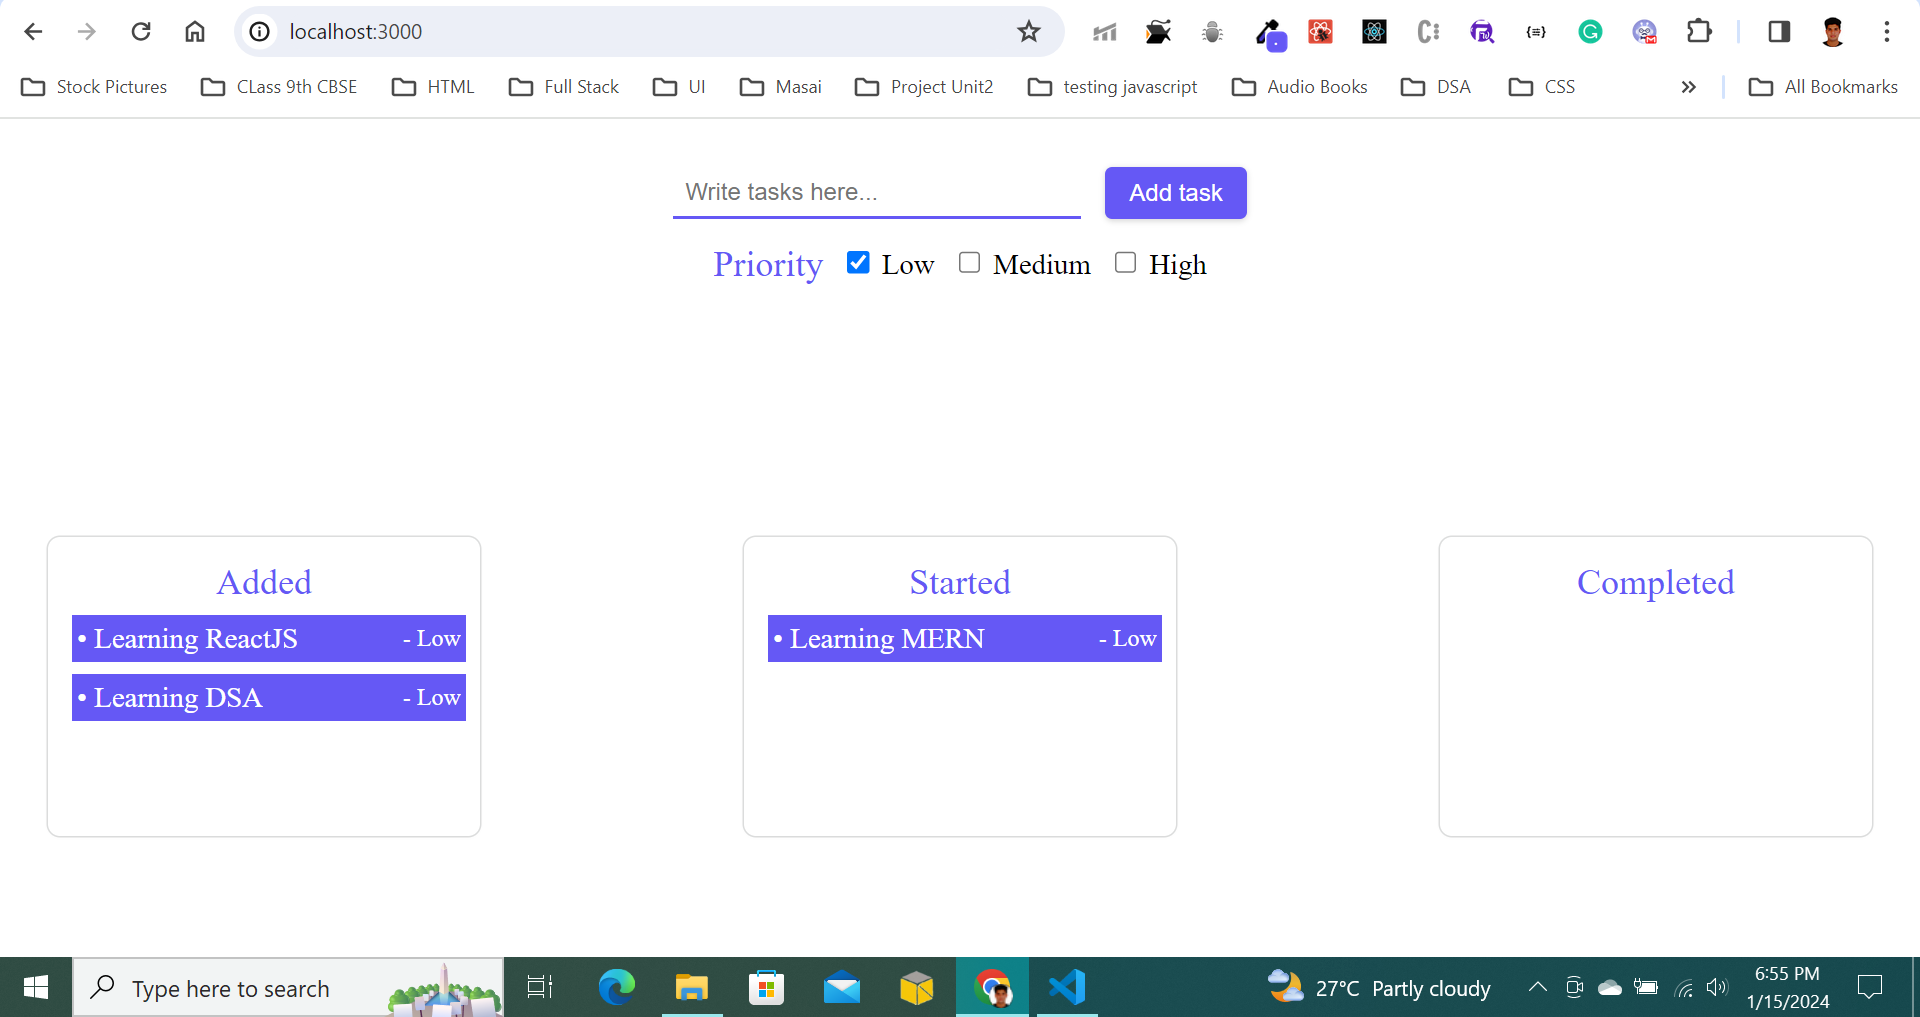 localhost:3000
Stock Pictures CLass 9th CBSE HTML Full Stack UI Masai Project Unit2 testing javascript Audio Books DSA CSS » All Bookmarks
Write tasks here... Add task
Priority Low Medium High
Added Started Completed
• Learning ReactJS - Low • Learning MERN - Low
• Learning DSA - Low
Type here to search 27°C Partly cloudy 6:55 PM
1/15/2024